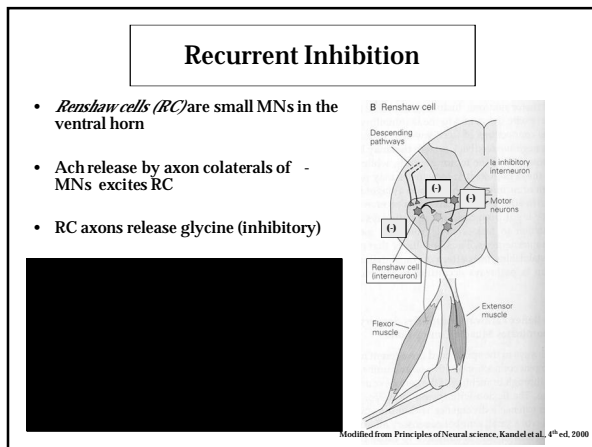 Recurrent Inhibition
• Renshaw cells (RC) are small MNs in the
ventral horn
• Ach release by axon colaterals of -
MNs excites RC
• RC axons release glycine (inhibitory)
B Renshaw cell
Descending
pathways
Ia inhibitory
interneuron
(-)
(-)
Motor
neurons
(-)
Renshaw cell
(interneuron)
Extensor
muscle
Flexor
muscle
Modified from Principles of Neural science, Kandel et al., 4th ed, 2000